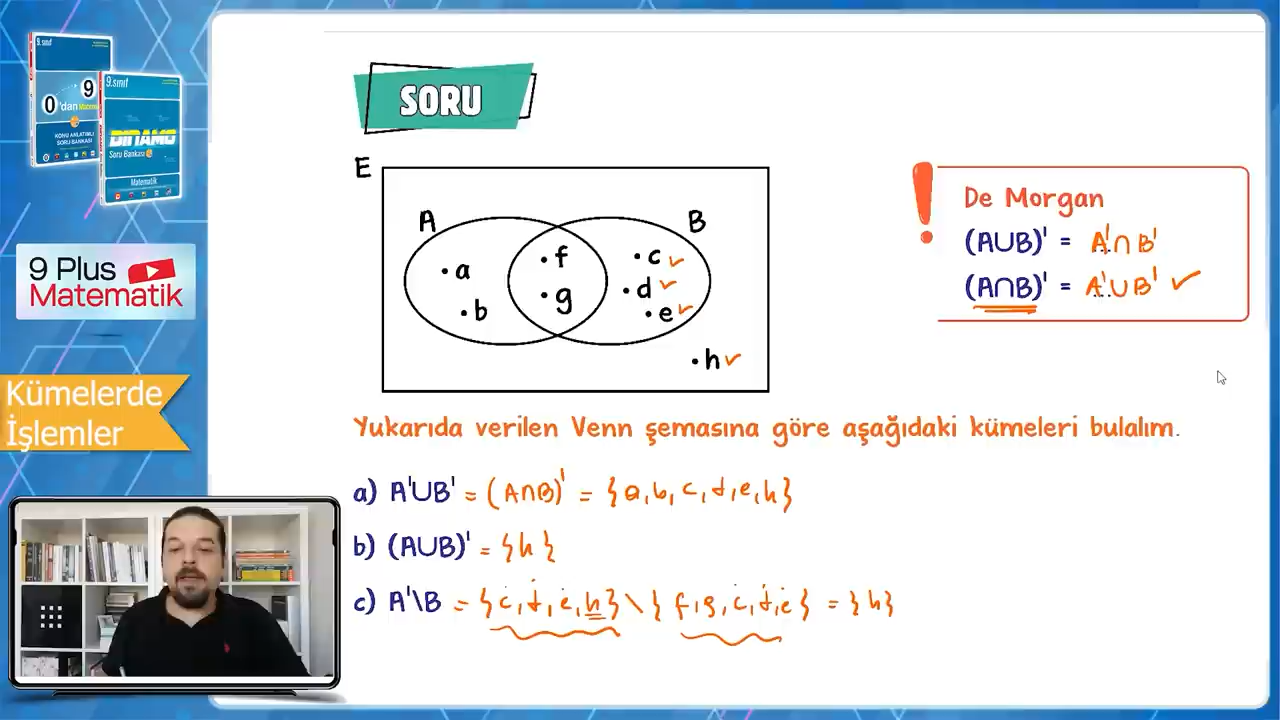 9.sınıf
0'dan 9
Matematik
KONU ANLATIMLI
SORU BANKASI
9.sınıf
DİNAMO
Soru Bankası
Matematik
9 Plus
Matematik
Kümelerde
İşlemler
SORU
E
A
B
a
b
f
g
c ✓
d ✓
e ✓
h ✓
De Morgan
(A∪B)' = A'∩B'
(A∩B)' = A'∪B' ✓
Yukarıda verilen Venn şemasına göre aşağıdaki kümeleri bulalım.
a) A'∪B' = (A∩B)' = {a,b,c,d,e,h}
b) (A∪B)' = {h}
c) A'\B = {c,d,e,h} \ {f,g,c,d,e} = {h}